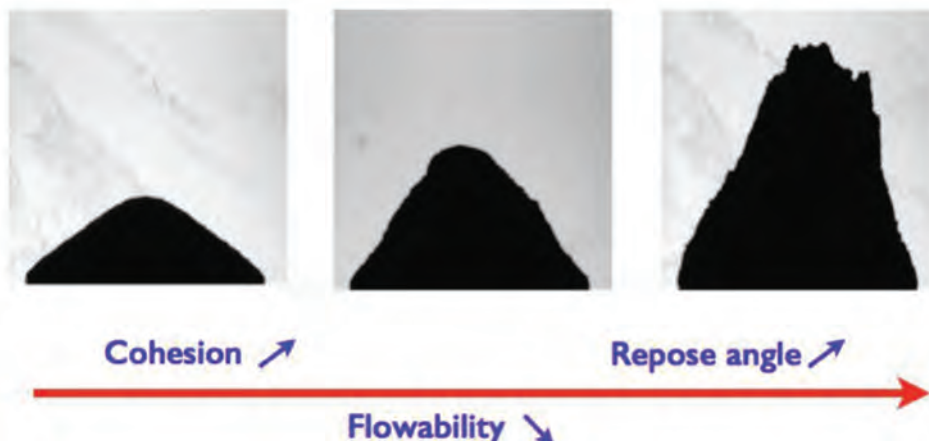 Cohesion ↗
Repose angle ↗
Flowability ↘